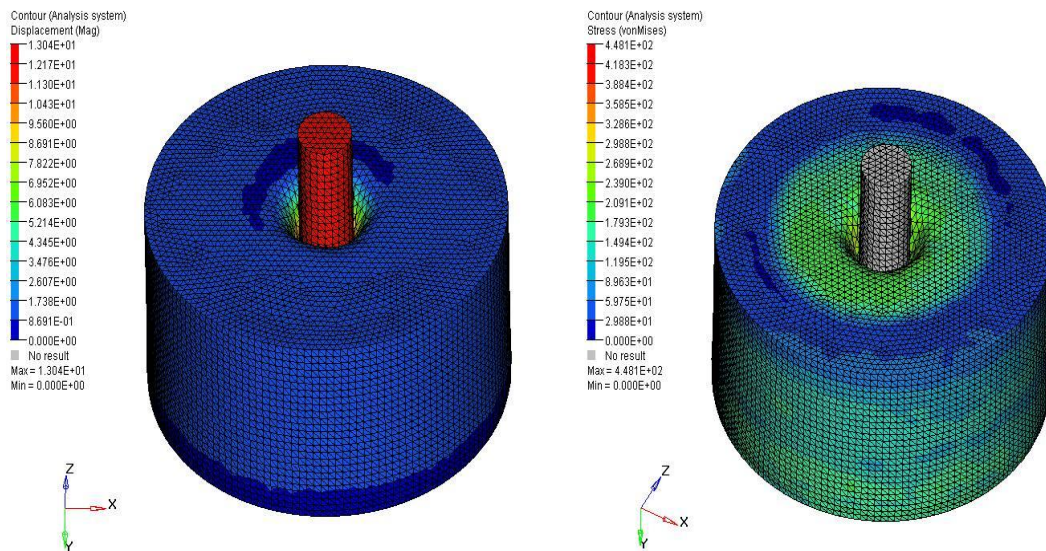 Contour (Analysis system)
Displacement (Mag)
1.304E+01
1.217E+01
1.130E+01
1.043E+01
9.560E+00
8.691E+00
7.822E+00
6.952E+00
6.083E+00
5.214E+00
4.345E+00
3.476E+00
2.607E+00
1.738E+00
8.691E-01
0.000E+00
No result
Max = 1.304E+01
Min = 0.000E+00
Z
X
Y
Contour (Analysis system)
Stress (vonMises)
4.481E+02
4.183E+02
3.884E+02
3.585E+02
3.286E+02
2.988E+02
2.689E+02
2.390E+02
2.091E+02
1.793E+02
1.494E+02
1.195E+02
8.963E+01
5.975E+01
2.988E+01
0.000E+00
No result
Max = 4.481E+02
Min = 0.000E+00
Z
X
Y